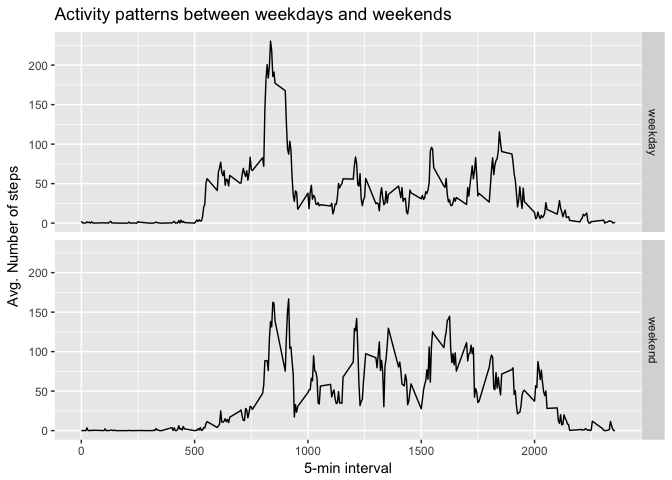 Activity patterns between weekdays and weekends
200
150
100
50
0
weekday
Avg. Number of steps
200
150
100
50
0
weekend
0 500 1000 1500 2000
5-min interval